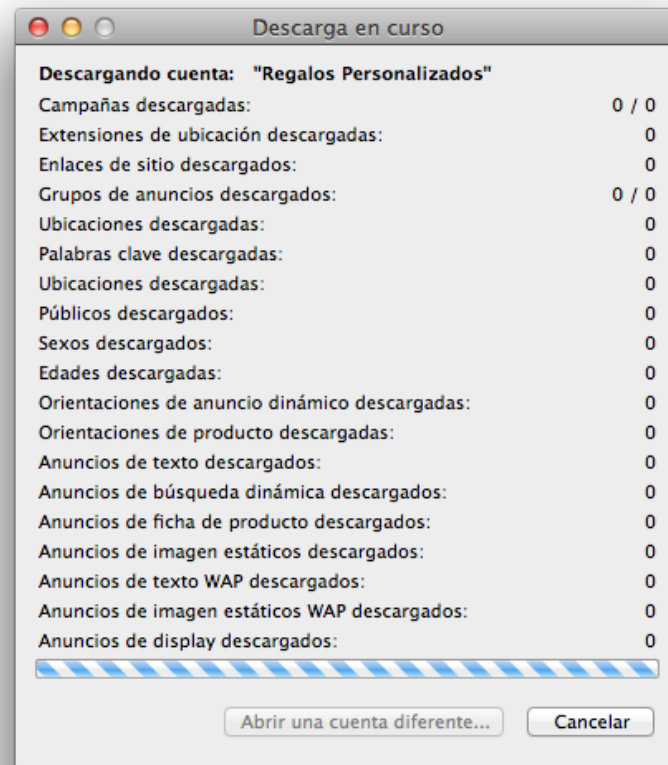 Descarga en curso
Descargando cuenta: "Regalos Personalizados"
Campañas descargadas: 0 / 0
Extensiones de ubicación descargadas: 0
Enlaces de sitio descargados: 0
Grupos de anuncios descargados: 0 / 0
Ubicaciones descargadas: 0
Palabras clave descargadas: 0
Ubicaciones descargadas: 0
Públicos descargados: 0
Sexos descargados: 0
Edades descargadas: 0
Orientaciones de anuncio dinámico descargadas: 0
Orientaciones de producto descargadas: 0
Anuncios de texto descargados: 0
Anuncios de búsqueda dinámica descargados: 0
Anuncios de ficha de producto descargados: 0
Anuncios de imagen estáticos descargados: 0
Anuncios de texto WAP descargados: 0
Anuncios de imagen estáticos WAP descargados: 0
Anuncios de display descargados: 0
Abrir una cuenta diferente... Cancelar